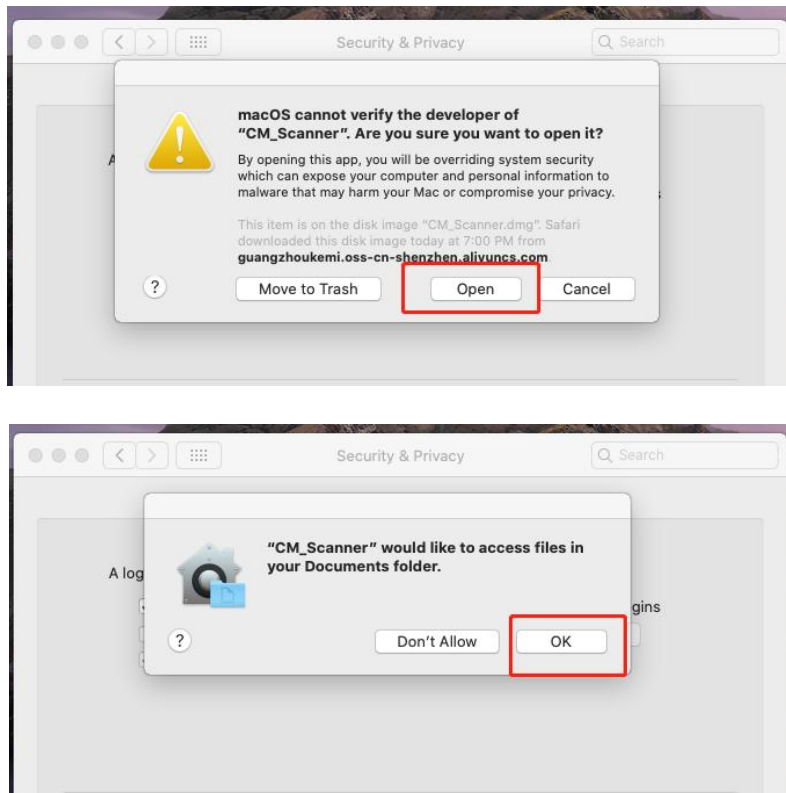 Security & Privacy
Search
macOS cannot verify the developer of
“CM_Scanner”. Are you sure you want to open it?
A
By opening this app, you will be overriding system security
which can expose your computer and personal information to
malware that may harm your Mac or compromise your privacy.
This item is on the disk image “CM_Scanner.dmg”. Safari
downloaded this disk image today at 7:00 PM from
guangzhoukemi.oss-cn-shenzhen.aliyuncs.com
?
Move to Trash
Open
Cancel
Security & Privacy
Search
“CM_Scanner” would like to access files in
your Documents folder.
A log
gins
?
Don’t Allow
OK